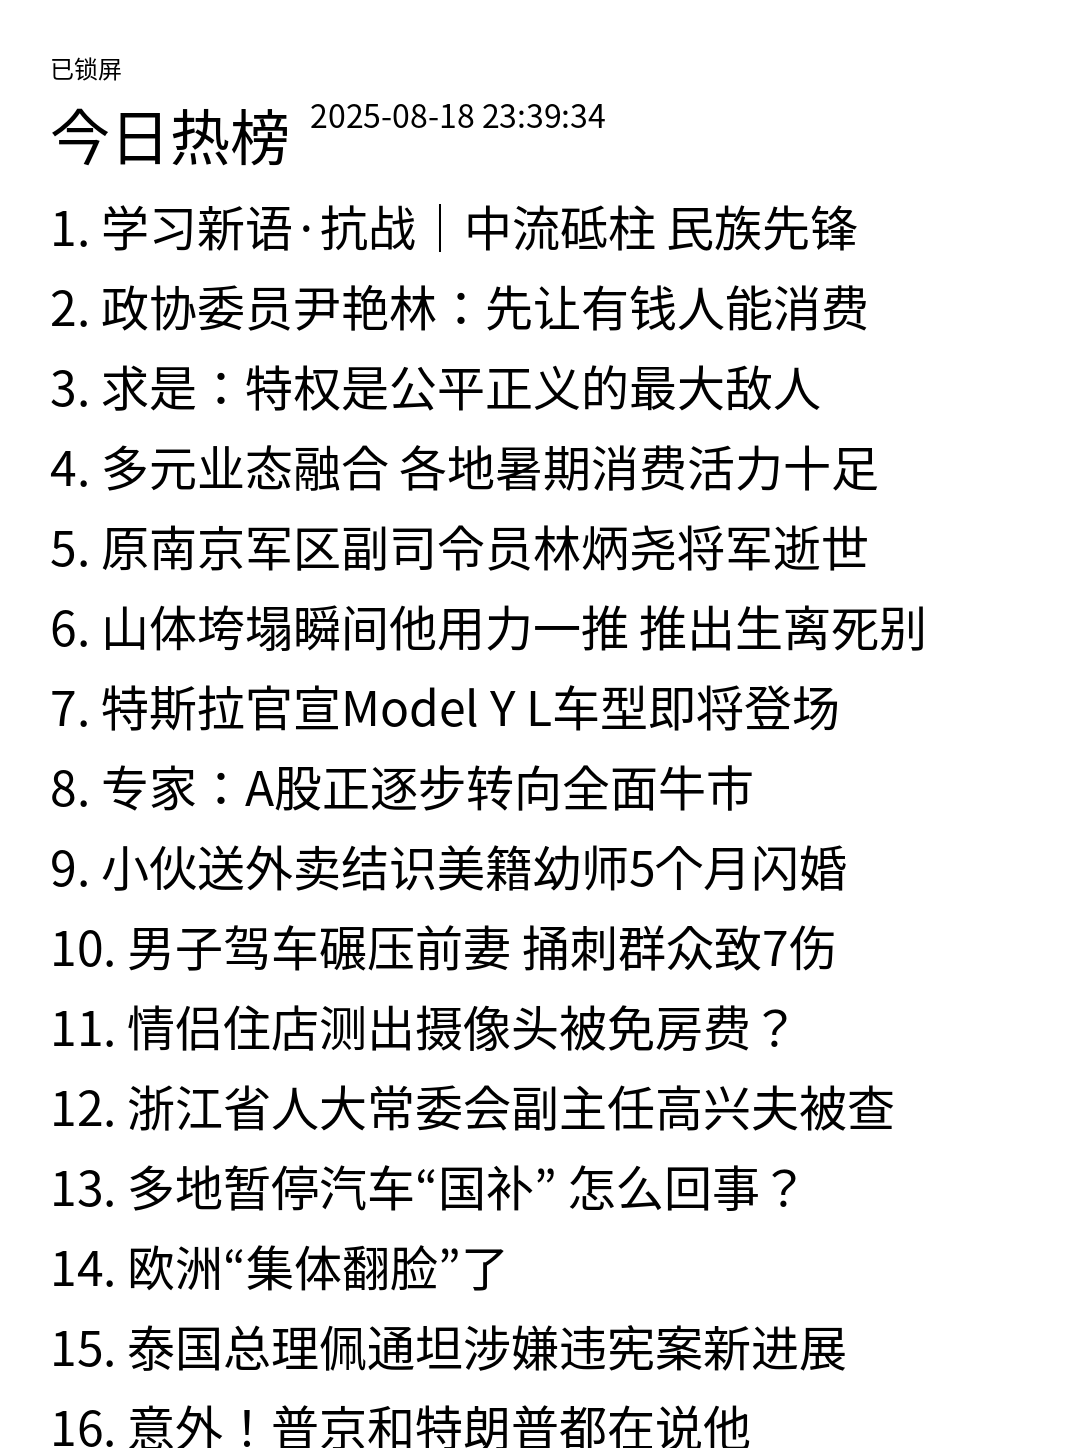 已锁屏
今日热榜 2025-08-18 23:39:34
1. 学习新语·抗战｜中流砥柱 民族先锋
2. 政协委员尹艳林：先让有钱人能消费
3. 求是：特权是公平正义的最大敌人
4. 多元业态融合 各地暑期消费活力十足
5. 原南京军区副司令员林炳尧将军逝世
6. 山体垮塌瞬间他用力一推 推出生离死别
7. 特斯拉官宣Model Y L车型即将登场
8. 专家：A股正逐步转向全面牛市
9. 小伙送外卖结识美籍幼师5个月闪婚
10. 男子驾车碾压前妻 捅刺群众致7伤
11. 情侣住店测出摄像头被免房费？
12. 浙江省人大常委会副主任高兴夫被查
13. 多地暂停汽车“国补” 怎么回事？
14. 欧洲“集体翻脸”了
15. 泰国总理佩通坦涉嫌违宪案新进展
16. 意外！普京和特朗普都在说他